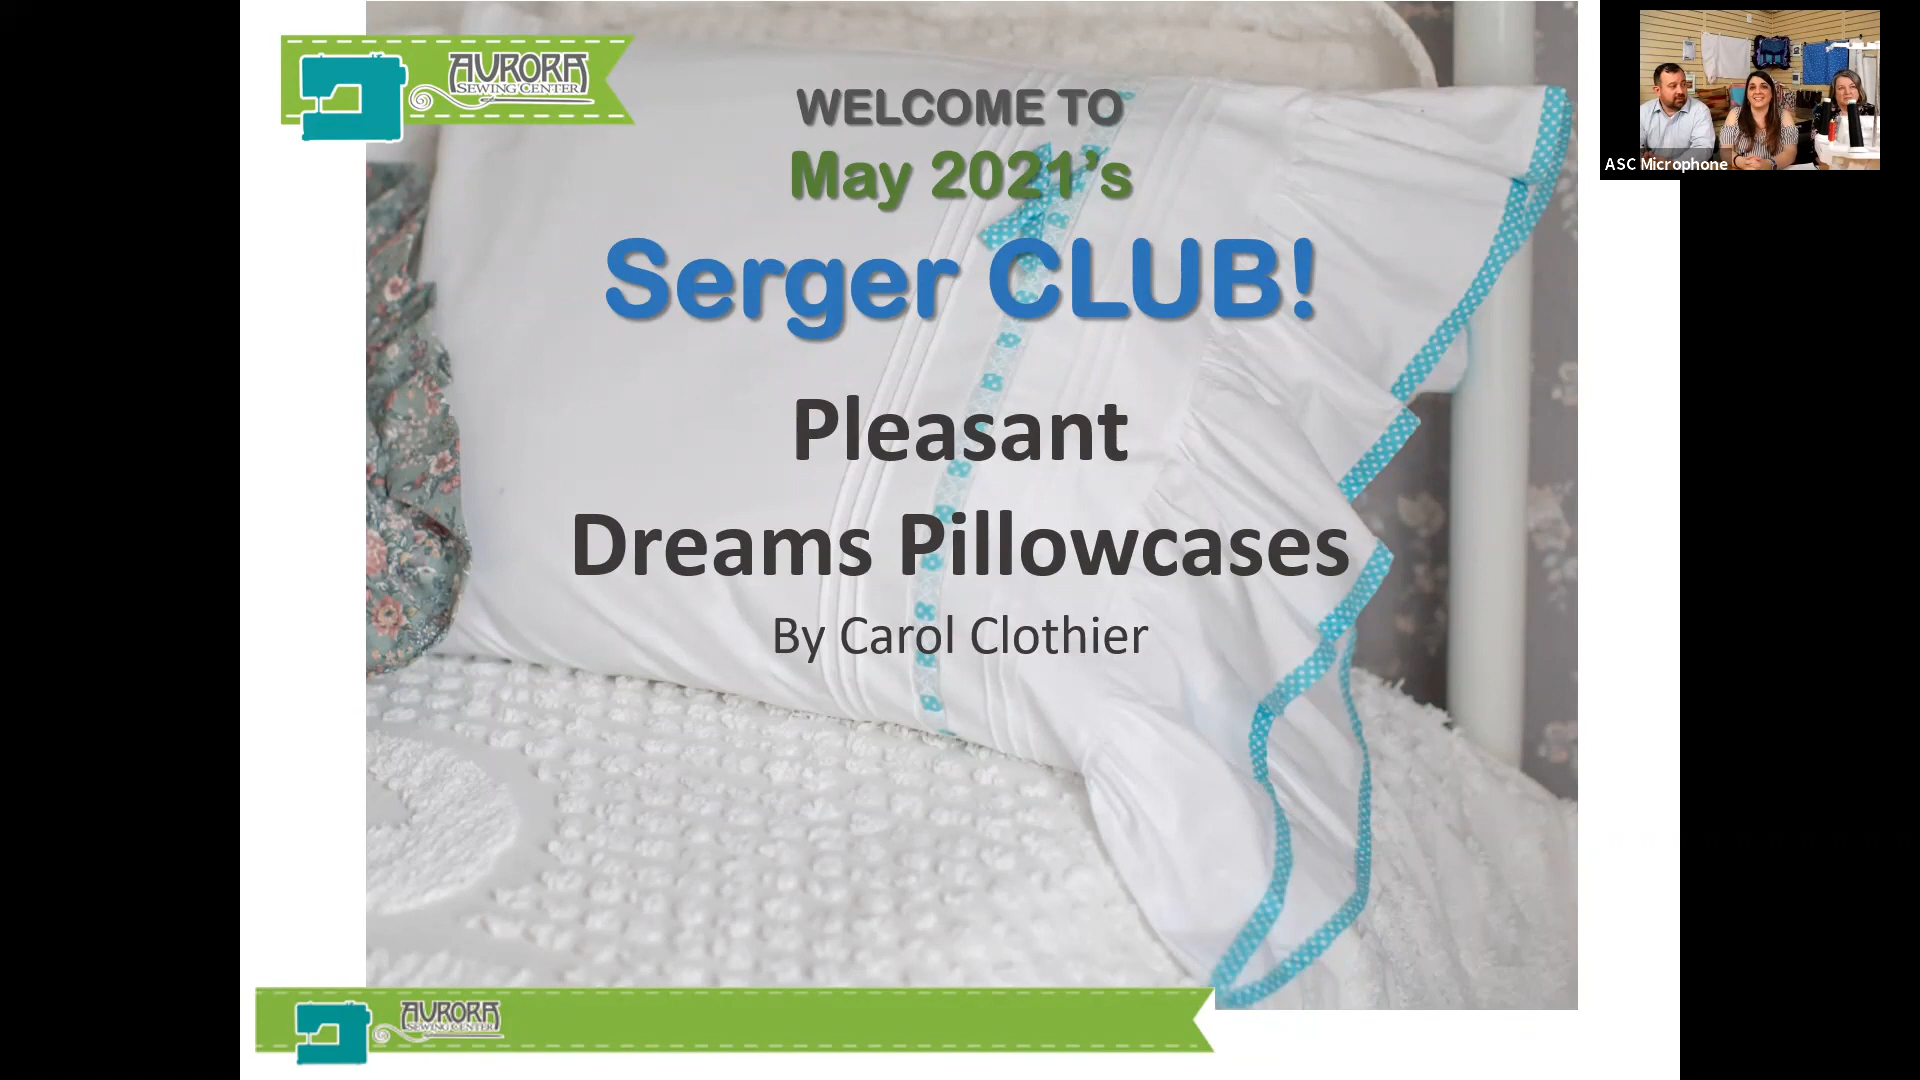 AURORA
SEWING CENTER
WELCOME TO
May 2021's
Serger CLUB!
Pleasant
Dreams Pillowcases
By Carol Clothier
ASC Microphone
AURORA
SEWING CENTER